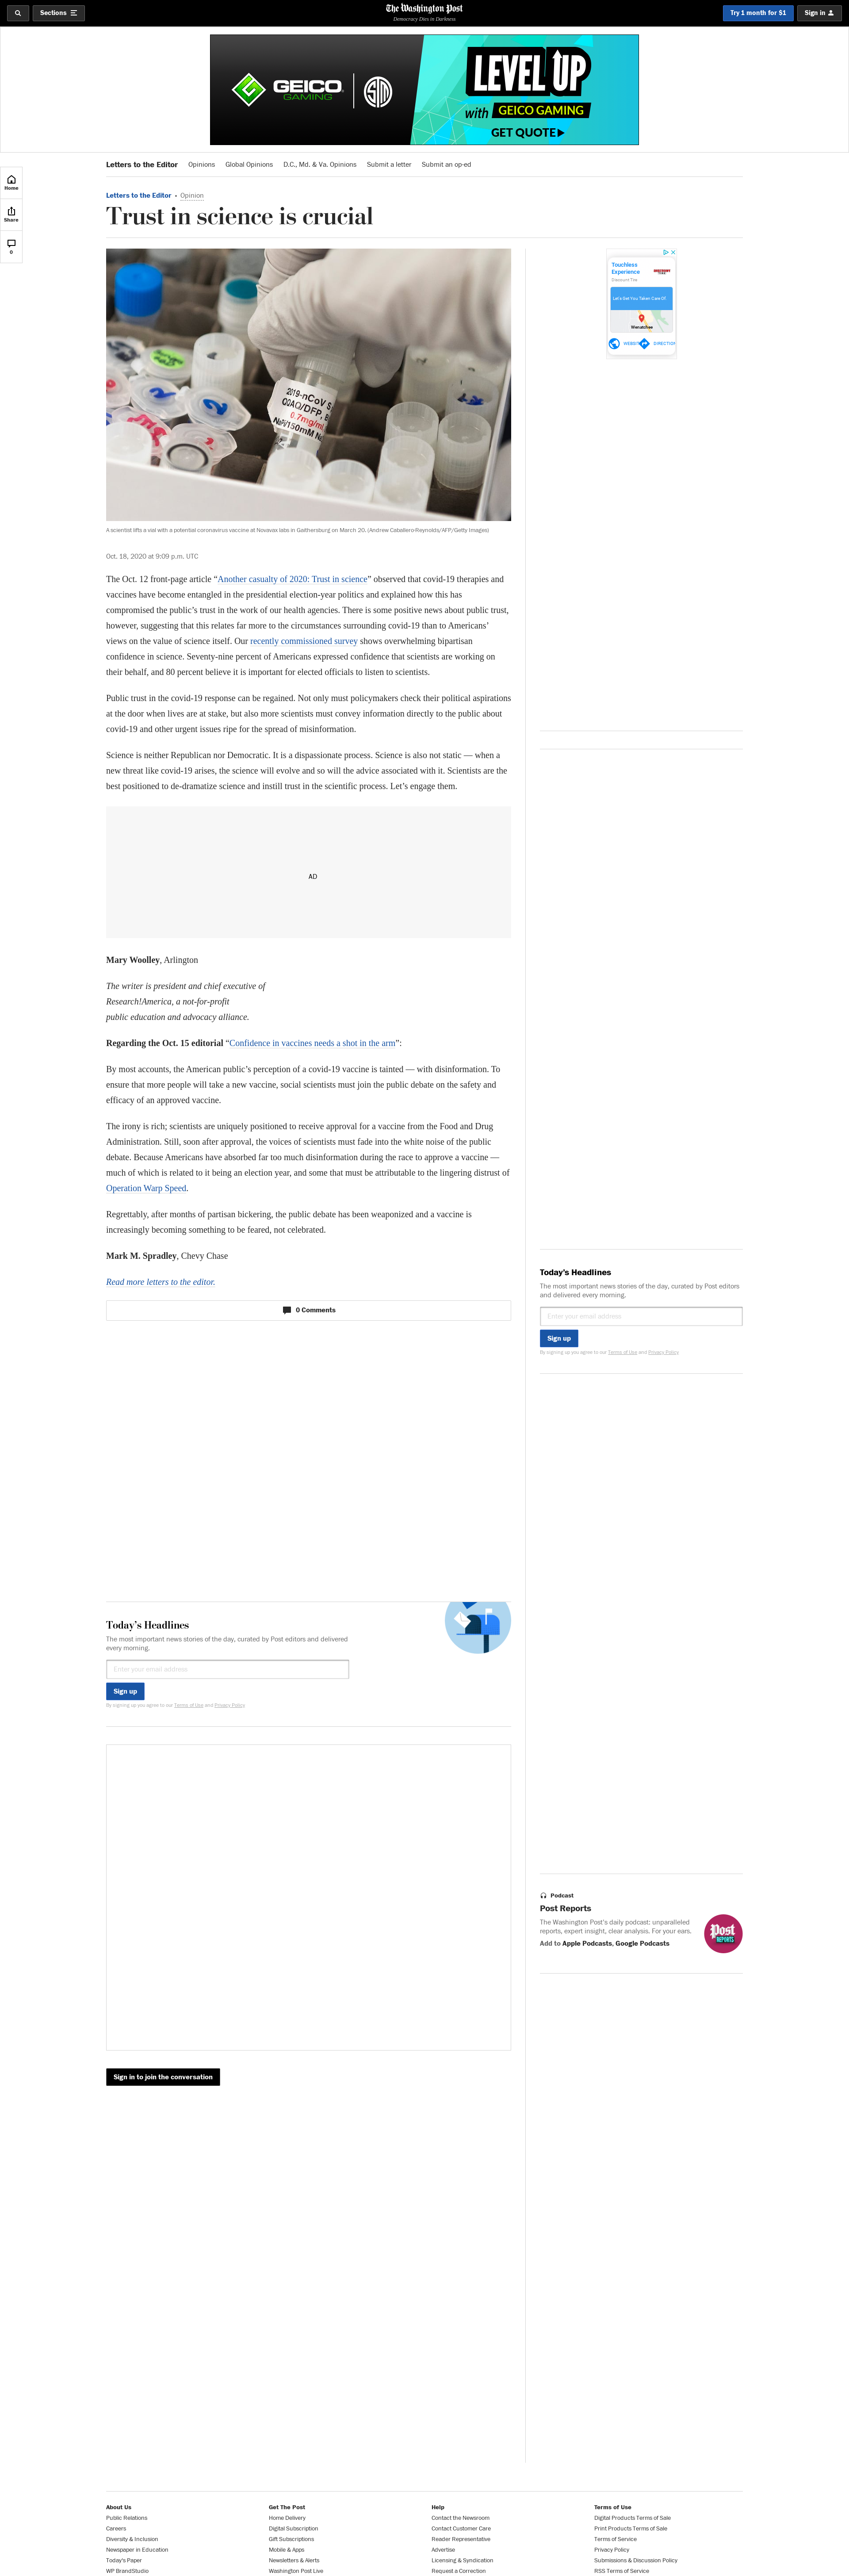 Sections
The Washington Post
Democracy Dies in Darkness
Try 1 month for $1
Sign in
GEICO
GAMING
TSM
LEVEL UP
with GEICO GAMING
GET QUOTE
Home
Share
0
Letters to the Editor
Opinions
Global Opinions
D.C., Md. & Va. Opinions
Submit a letter
Submit an op-ed
Letters to the Editor • Opinion
Trust in science is crucial
2019-nCoV S
0.7mg/ml
A scientist lifts a vial with a potential coronavirus vaccine at Novavax labs in Gaithersburg on March 20. (Andrew Caballero-Reynolds/AFP/Getty Images)
Oct. 18, 2020 at 9:09 p.m. UTC
The Oct. 12 front-page article “Another casualty of 2020: Trust in science” observed that covid-19 therapies and
vaccines have become entangled in the presidential election-year politics and explained how this has
compromised the public’s trust in the work of our health agencies. There is some positive news about public trust,
however, suggesting that this relates far more to the circumstances surrounding covid-19 than to Americans’
views on the value of science itself. Our recently commissioned survey shows overwhelming bipartisan
confidence in science. Seventy-nine percent of Americans expressed confidence that scientists are working on
their behalf, and 80 percent believe it is important for elected officials to listen to scientists.
Public trust in the covid-19 response can be regained. Not only must policymakers check their political aspirations
at the door when lives are at stake, but also more scientists must convey information directly to the public about
covid-19 and other urgent issues ripe for the spread of misinformation.
Science is neither Republican nor Democratic. It is a dispassionate process. Science is also not static — when a
new threat like covid-19 arises, the science will evolve and so will the advice associated with it. Scientists are the
best positioned to de-dramatize science and instill trust in the scientific process. Let’s engage them.
AD
Mary Woolley, Arlington
The writer is president and chief executive of
Research!America, a not-for-profit
public education and advocacy alliance.
Regarding the Oct. 15 editorial “Confidence in vaccines needs a shot in the arm”:
By most accounts, the American public’s perception of a covid-19 vaccine is tainted — with disinformation. To
ensure that more people will take a new vaccine, social scientists must join the public debate on the safety and
efficacy of an approved vaccine.
The irony is rich; scientists are uniquely positioned to receive approval for a vaccine from the Food and Drug
Administration. Still, soon after approval, the voices of scientists must fade into the white noise of the public
debate. Because Americans have absorbed far too much disinformation during the race to approve a vaccine —
much of which is related to it being an election year, and some that must be attributable to the lingering distrust of
Operation Warp Speed.
Regrettably, after months of partisan bickering, the public debate has been weaponized and a vaccine is
increasingly becoming something to be feared, not celebrated.
Mark M. Spradley, Chevy Chase
Read more letters to the editor.
0 Comments
Today’s Headlines
The most important news stories of the day, curated by Post editors and delivered
every morning.
Enter your email address
Sign up
By signing up you agree to our Terms of Use and Privacy Policy
Sign in to join the conversation
Touchless
Experience
Discount Tire
Let's Get You Taken Care Of.
Wenatchee
WEBSITE
DIRECTION
Today’s Headlines
The most important news stories of the day, curated by Post editors
and delivered every morning.
Enter your email address
Sign up
By signing up you agree to our Terms of Use and Privacy Policy
Podcast
Post Reports
The Washington Post's daily podcast: unparalleled
reports, expert insight, clear analysis. For your ears.
Add to Apple Podcasts, Google Podcasts
Post
REPORTS
About Us
Public Relations
Careers
Diversity & Inclusion
Newspaper in Education
Today's Paper
WP BrandStudio
Get The Post
Home Delivery
Digital Subscription
Gift Subscriptions
Mobile & Apps
Newsletters & Alerts
Washington Post Live
Help
Contact the Newsroom
Contact Customer Care
Reader Representative
Advertise
Licensing & Syndication
Request a Correction
Terms of Use
Digital Products Terms of Sale
Print Products Terms of Sale
Terms of Service
Privacy Policy
Submissions & Discussion Policy
RSS Terms of Service